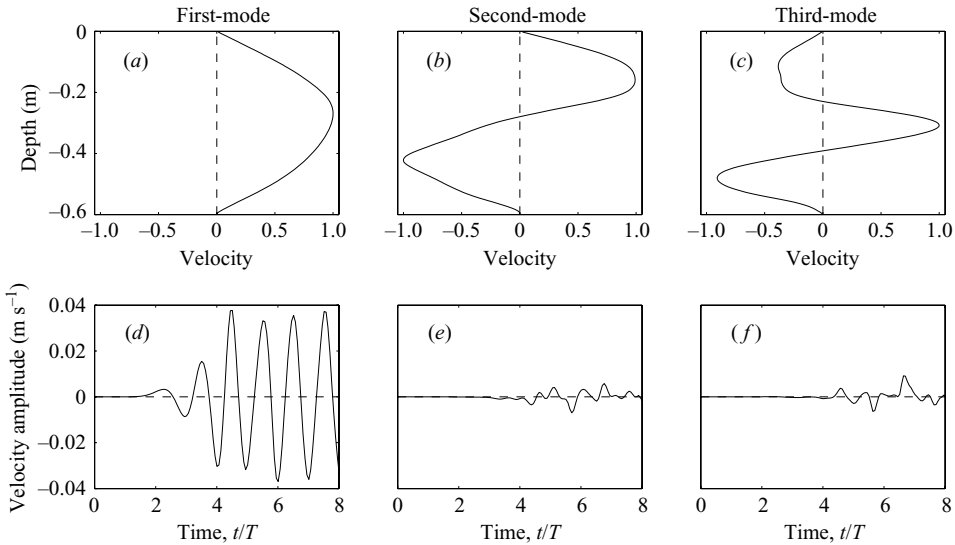 First-mode
Second-mode
Third-mode
(a)
(b)
(c)
Depth (m)
0
–0.2
–0.4
–0.6
–1.0 –0.5 0 0.5 1.0
–1.0 –0.5 0 0.5 1.0
–1.0 –0.5 0 0.5 1.0
Velocity
Velocity
Velocity
(d)
(e)
(f)
Velocity amplitude (m s⁻¹)
0.04
0.02
0
–0.02
–0.04
0 2 4 6 8
0 2 4 6 8
0 2 4 6 8
Time, t/T
Time, t/T
Time, t/T